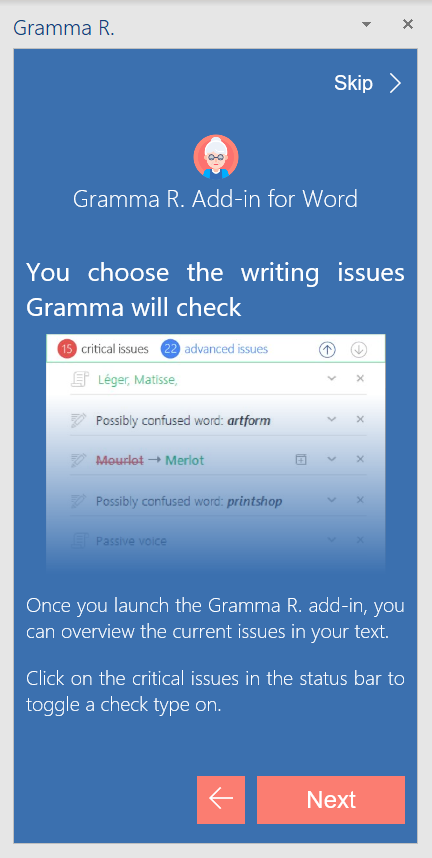 Gramma R.
Skip
Gramma R. Add-in for Word
You choose the writing issues
Gramma will check
15 critical issues 22 advanced issues
Léger, Matisse,
Possibly confused word: artform
Mourlot → Merlot
Possibly confused word: printshop
Passive voice
Once you launch the Gramma R. add-in, you
can overview the current issues in your text.
Click on the critical issues in the status bar to
toggle a check type on.
Next